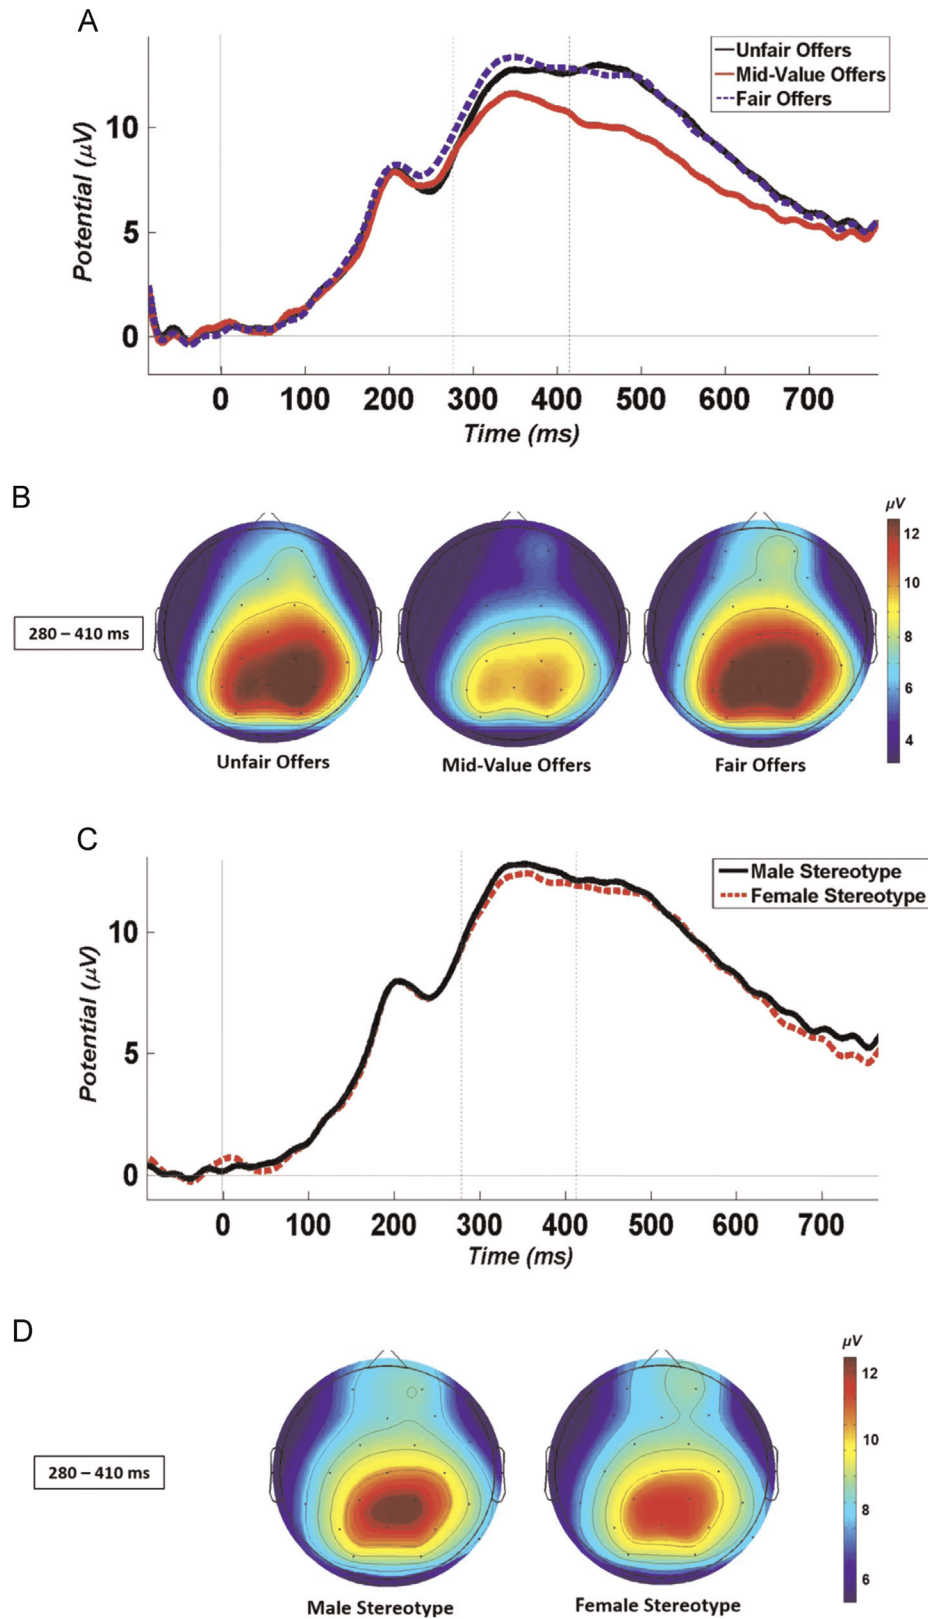 A
Unfair Offers
Mid-Value Offers
Fair Offers
10
5
0
Potential (µV)
0 100 200 300 400 500 600 700
Time (ms)
B
µV
12
10
8
6
4
280 – 410 ms
Unfair Offers Mid-Value Offers Fair Offers
C
Male Stereotype
Female Stereotype
10
5
0
Potential (µV)
0 100 200 300 400 500 600 700
Time (ms)
D
µV
12
10
8
6
280 – 410 ms
Male Stereotype Female Stereotype